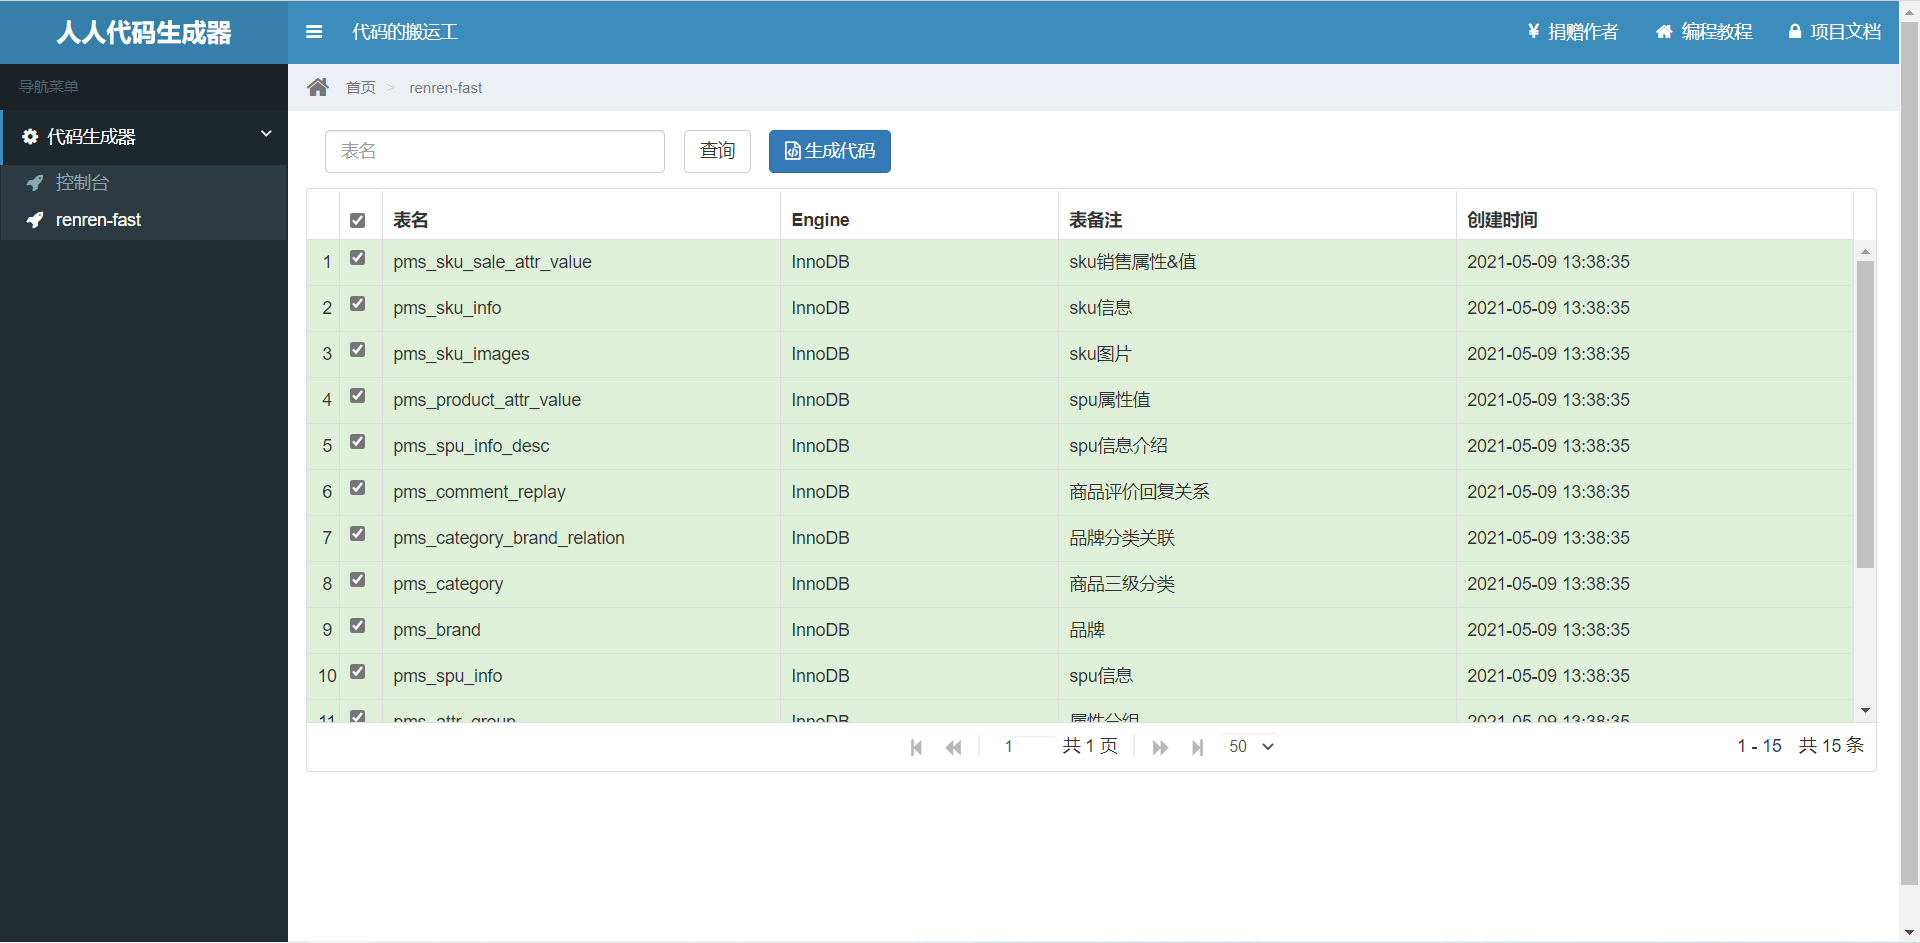 人人代码生成器
代码的搬运工
¥ 捐赠作者
编程教程
项目文档
导航菜单
首页 > renren-fast
代码生成器
控制台
renren-fast
表名
查询
生成代码
表名 Engine 表备注 创建时间
1 pms_sku_sale_attr_value InnoDB sku销售属性&值 2021-05-09 13:38:35
2 pms_sku_info InnoDB sku信息 2021-05-09 13:38:35
3 pms_sku_images InnoDB sku图片 2021-05-09 13:38:35
4 pms_product_attr_value InnoDB spu属性值 2021-05-09 13:38:35
5 pms_spu_info_desc InnoDB spu信息介绍 2021-05-09 13:38:35
6 pms_comment_replay InnoDB 商品评价回复关系 2021-05-09 13:38:35
7 pms_category_brand_relation InnoDB 品牌分类关联 2021-05-09 13:38:35
8 pms_category InnoDB 商品三级分类 2021-05-09 13:38:35
9 pms_brand InnoDB 品牌 2021-05-09 13:38:35
10 pms_spu_info InnoDB spu信息 2021-05-09 13:38:35
11 pms_attr_group InnoDB 属性分组 2021-05-09 13:38:35
1 共 1 页 50 1 - 15 共 15 条